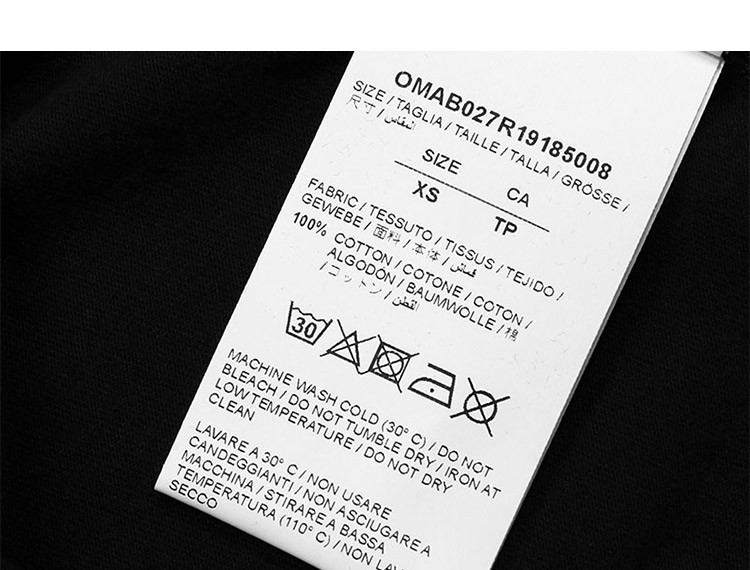 OMAB027R19185008
SIZE / TAGLIA / TAILLE / TALLA / GRÖSSE /
尺寸 / المقاس
SIZE CA
XS TP
FABRIC / TESSUTO / TISSUS / TEJIDO /
GEWEBE / 面料 / 本体 / قماش
100% COTTON / COTONE / COTON /
ALGODÓN / BAUMWOLLE / 棉
/ コットン / القطن
30
MACHINE WASH COLD (30° C) / DO NOT
BLEACH / DO NOT TUMBLE DRY / IRON AT
LOW TEMPERATURE / DO NOT DRY
CLEAN
LAVARE A 30° C / NON USARE
CANDEGGIANTI / NON ASCIUGARE A
MACCHINA / STIRARE A BASSA
TEMPERATURA (110° C) / NON LAV
SECCO